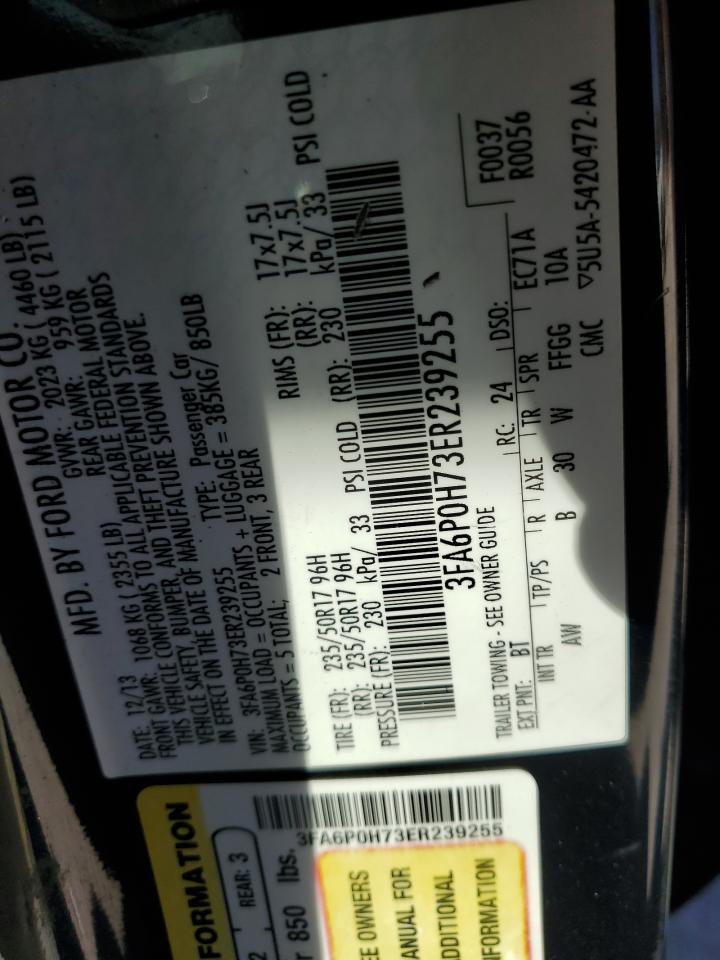 MFD. BY FORD MOTOR CO.
DATE: 12/13 GVWR: 2023 KG ( 4460 LB)
FRONT GAWR: 1068 KG ( 2355 LB) REAR GAWR: 959 KG ( 2115 LB)
THIS VEHICLE CONFORMS TO ALL APPLICABLE FEDERAL MOTOR
VEHICLE SAFETY, BUMPER, AND THEFT PREVENTION STANDARDS
IN EFFECT ON THE DATE OF MANUFACTURE SHOWN ABOVE.
VIN: 3FA6P0H73ER239255 TYPE: Passenger Car
MAXIMUM LOAD = OCCUPANTS + LUGGAGE = 385KG/ 850LB
OCCUPANTS = 5 TOTAL, 2 FRONT, 3 REAR
TIRE (FR): 235/50R17 96H RIMS (FR): 17x7.5J
(RR): 235/50R17 96H (RR): 17x7.5J
PRESSURE (FR): 230 kPa/ 33 PSI COLD (RR): 230 kPa/ 33 PSI COLD
3FA6P0H73ER239255
TRAILER TOWING - SEE OWNER GUIDE
F0037
R0056
EXT PNT: BT RC: 24 DSO:
INT TR TP/PS R AXLE TR SPR EC71A
AW B 30 W FFGG 10A
CMC ▽5U5A-5420472-AA
FORMATION
REAR: 3
850 lbs.
3FA6P0H73ER239255
EE OWNERS
ANUAL FOR
DDITIONAL
FORMATION